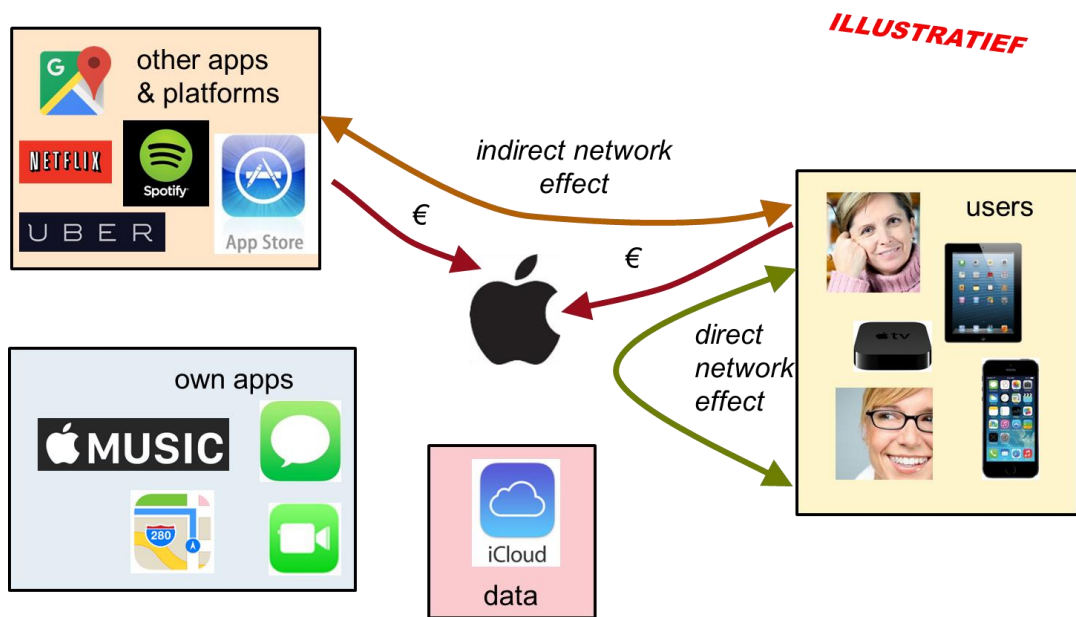 ILLUSTRATIEF
other apps
& platforms
G
NETFLIX
Spotify
UBER
App Store
indirect network
effect
€
€
users
tv
direct
network
effect
own apps
MUSIC
280
iCloud
data